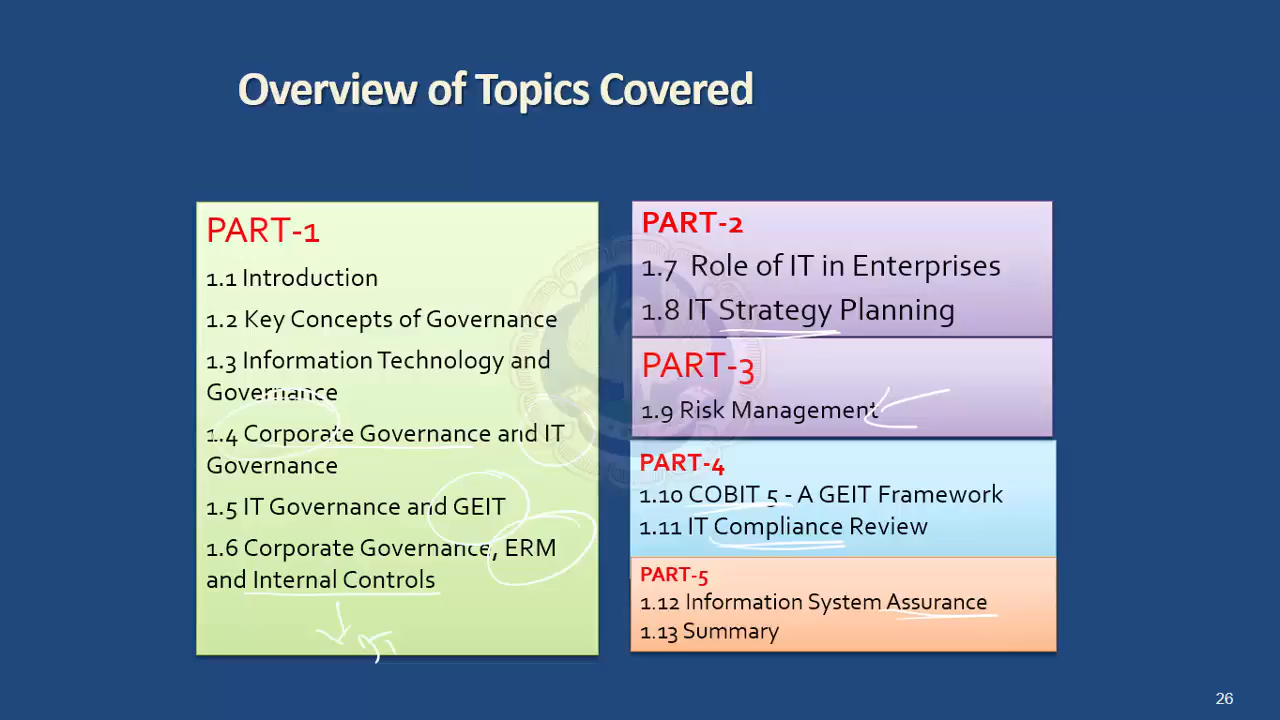 Overview of Topics Covered
PART-1
1.1 Introduction
1.2 Key Concepts of Governance
1.3 Information Technology and
Governance
1.4 Corporate Governance and IT
Governance
1.5 IT Governance and GEIT
1.6 Corporate Governance, ERM
and Internal Controls
PART-2
1.7 Role of IT in Enterprises
1.8 IT Strategy Planning
PART-3
1.9 Risk Management
PART-4
1.10 COBIT 5 - A GEIT Framework
1.11 IT Compliance Review
PART-5
1.12 Information System Assurance
1.13 Summary
26